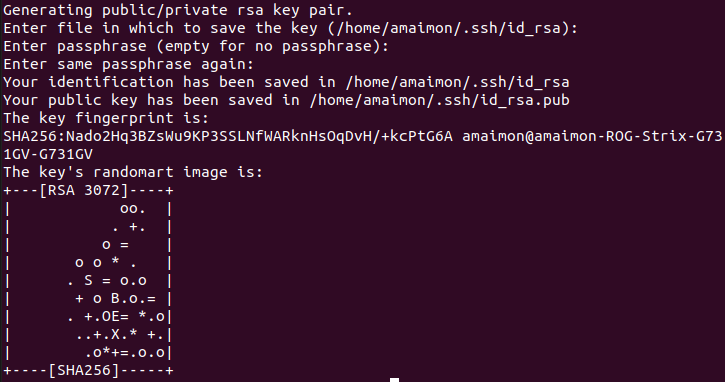 Generating public/private rsa key pair.
Enter file in which to save the key (/home/amaimon/.ssh/id_rsa):
Enter passphrase (empty for no passphrase):
Enter same passphrase again:
Your identification has been saved in /home/amaimon/.ssh/id_rsa
Your public key has been saved in /home/amaimon/.ssh/id_rsa.pub
The key fingerprint is:
SHA256:Nado2Hq3BZsWu9KP3SSLNfWARknHsOqDvH/+kcPtG6A amaimon@amaimon-ROG-Strix-G73
1GV-G731GV
The key's randomart image is:
+---[RSA 3072]----+
|            oo.  |
|           . +.  |
|          o =    |
|       o o * .   |
|      . S = o.o  |
|       + o B.o.= |
|      . +.OE= *.o|
|       ..+.X.* +.|
|        .o*+=.o.o|
+----[SHA256]-----+